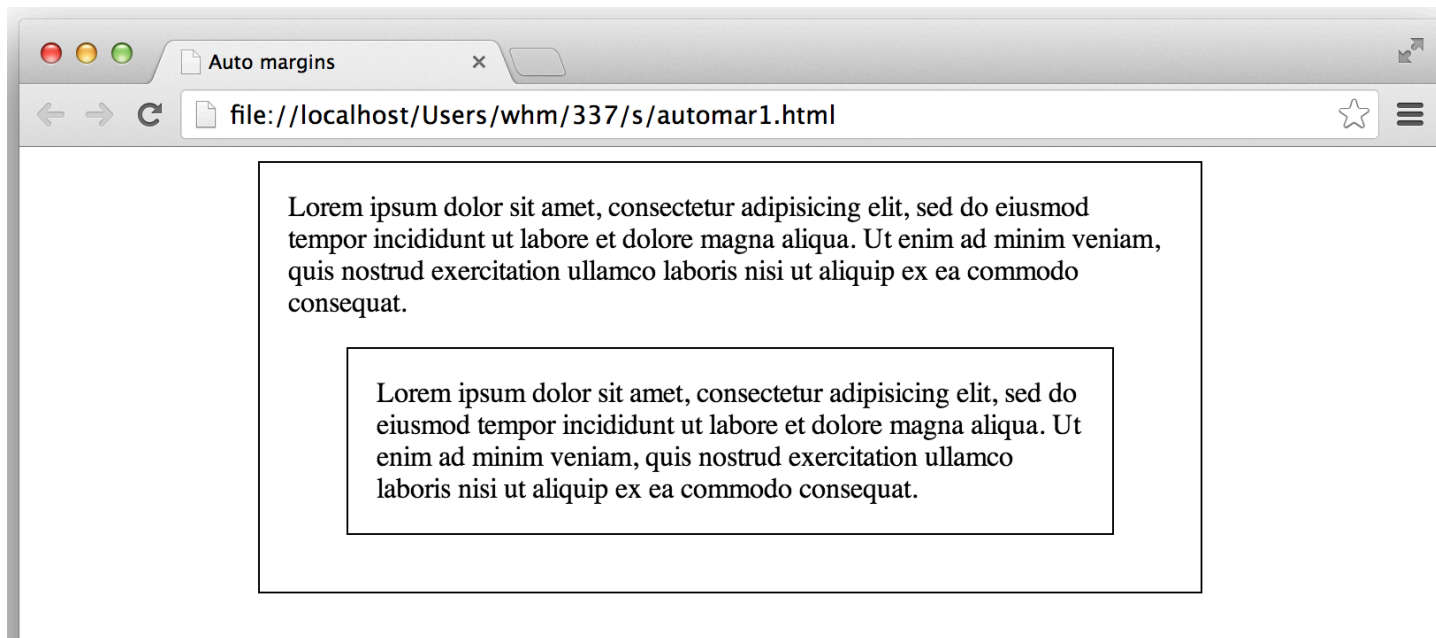 Auto margins
file://localhost/Users/whm/337/s/automar1.html
Lorem ipsum dolor sit amet, consectetur adipisicing elit, sed do eiusmod
tempor incididunt ut labore et dolore magna aliqua. Ut enim ad minim veniam,
quis nostrud exercitation ullamco laboris nisi ut aliquip ex ea commodo
consequat.
Lorem ipsum dolor sit amet, consectetur adipisicing elit, sed do
eiusmod tempor incididunt ut labore et dolore magna aliqua. Ut
enim ad minim veniam, quis nostrud exercitation ullamco
laboris nisi ut aliquip ex ea commodo consequat.